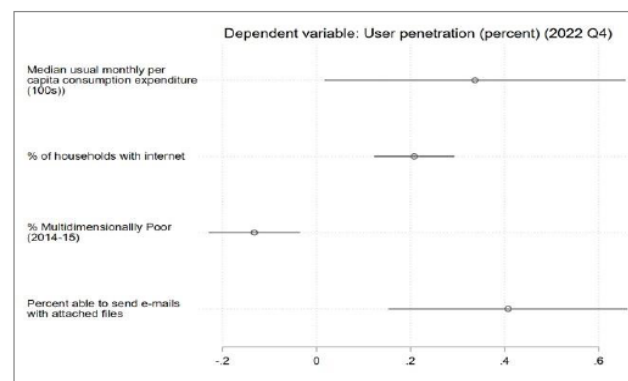 Dependent variable: User penetration (percent) (2022 Q4)
Median usual monthly per
capita consumption expenditure
(100s))
% of households with internet
% Multidimensionallly Poor
(2014-15)
Percent able to send e-mails
with attached files
-.2 0 .2 .4 .6